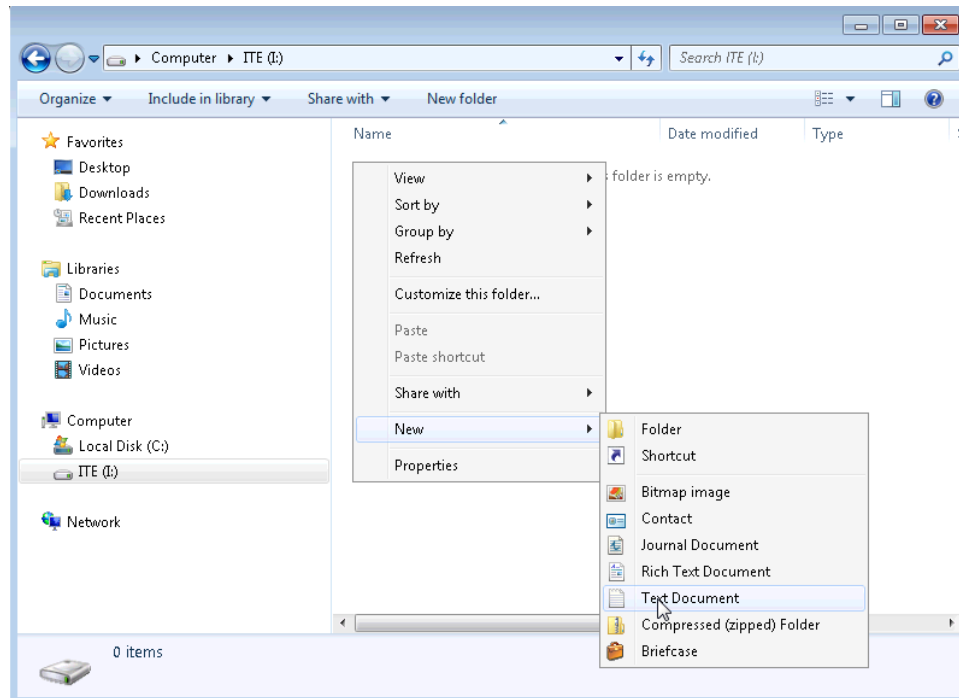 Computer ITE (I:)
Search ITE (I:)
Organize Include in library Share with New folder
Favorites
Desktop
Downloads
Recent Places
Libraries
Documents
Music
Pictures
Videos
Computer
Local Disk (C:)
ITE (I:)
Network
Name Date modified Type
folder is empty.
View
Sort by
Group by
Refresh
Customize this folder...
Paste
Paste shortcut
Share with
New
Properties
Folder
Shortcut
Bitmap image
Contact
Journal Document
Rich Text Document
Text Document
Compressed (zipped) Folder
Briefcase
0 items